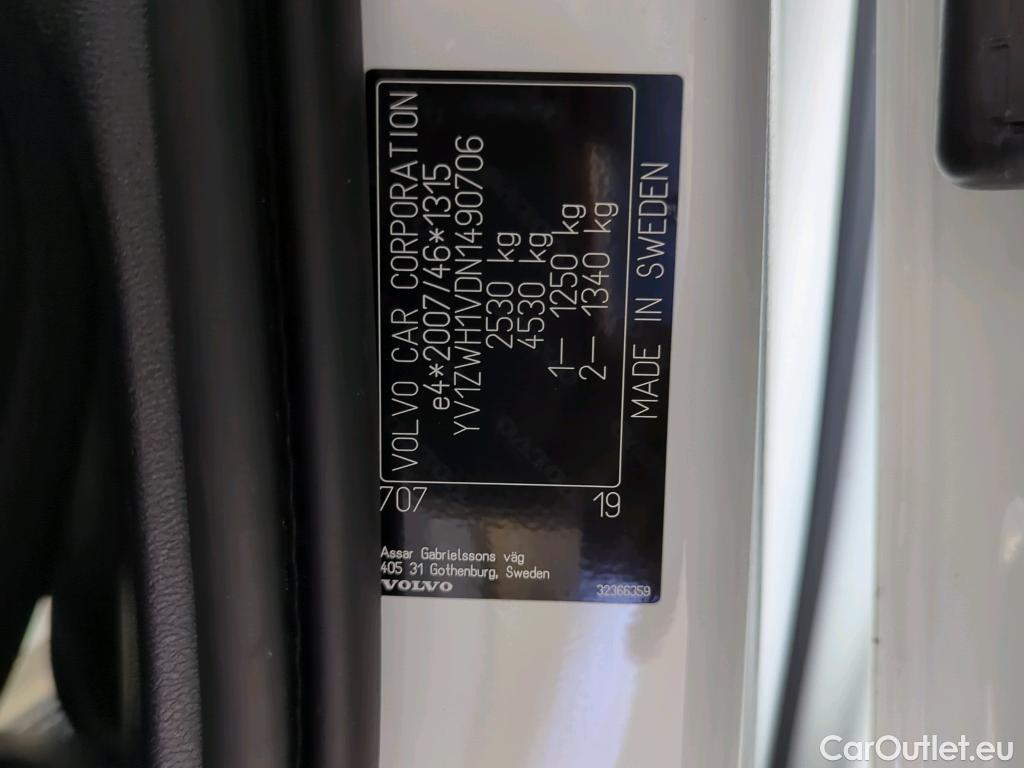 VOLVO CAR CORPORATION
e4*2007/46*1315
YV1ZWH1VDN1490706
2530 kg
4530 kg
1— 1250 kg
2— 1340 kg
MADE IN SWEDEN
707
19
Assar Gabrielssons väg
405 31 Gothenburg, Sweden
VOLVO
32366359
CarOutlet.eu